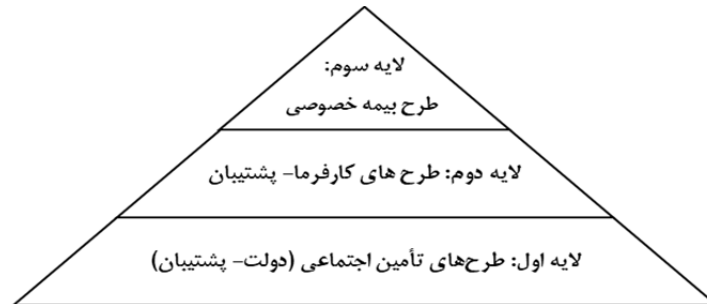 لایه سوم:
طرح بیمه خصوصی
لایه دوم: طرح های کارفرما- پشتیبان
لایه اول: طرح‌های تأمین اجتماعی (دولت- پشتیبان)